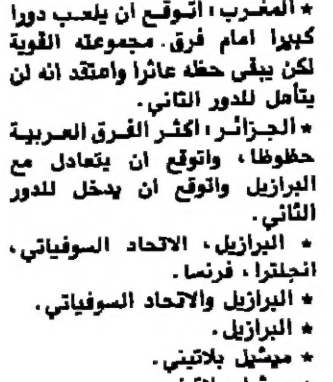 * المغرب : اتوقع ان يلعب دورا
كبيرا امام فرق مجموعته القوية
لكن يبقى حظه عاثرا واعتقد انه لن
يتأهل للدور الثاني .
* الجزائر : اكثر الفرق العربية
حظوظا ، واتوقع ان يتعادل مع
البرازيل واتوقع ان يدخل للدور
الثاني .
* البرازيل ، الاتحاد السوفياتي ،
انجلترا ، فرنسا .
* البرازيل والاتحاد السوفياتي .
* البرازيل .
* ميشيل بلاتيني .